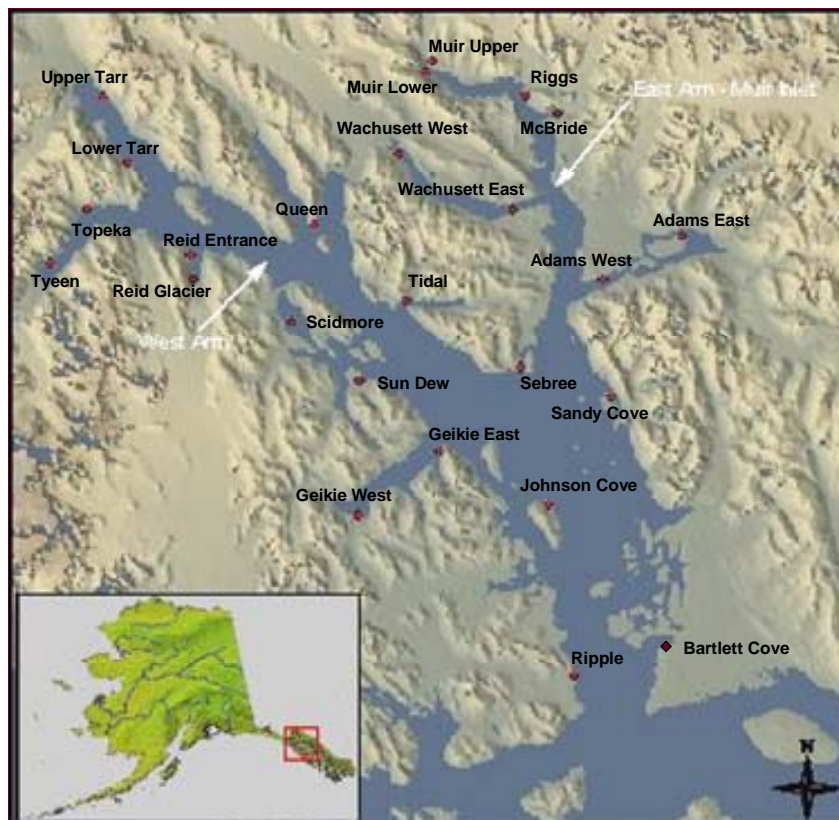 Muir Upper
Upper Tarr
Muir Lower
Riggs
East Arm - Muir Inlet
McBride
Wachusett West
Lower Tarr
Wachusett East
Queen
Adams East
Topeka
Reid Entrance
Tyeen
Adams West
Reid Glacier
Tidal
Scidmore
West Arm
Sun Dew
Sebree
Sandy Cove
Geikie East
Johnson Cove
Geikie West
Bartlett Cove
Ripple
N